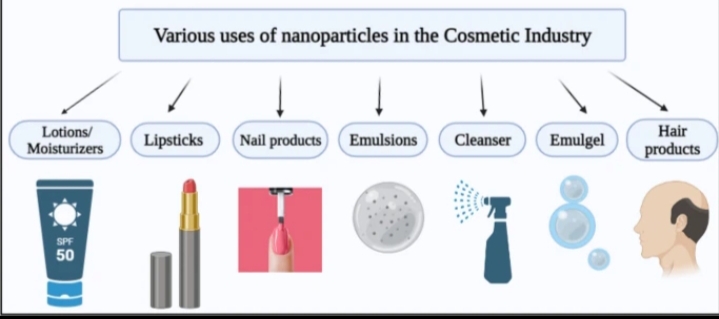 Various uses of nanoparticles in the Cosmetic Industry
Lotions/
Moisturizers
Lipsticks
Nail products
Emulsions
Cleanser
Emulgel
Hair
products
SPF
50